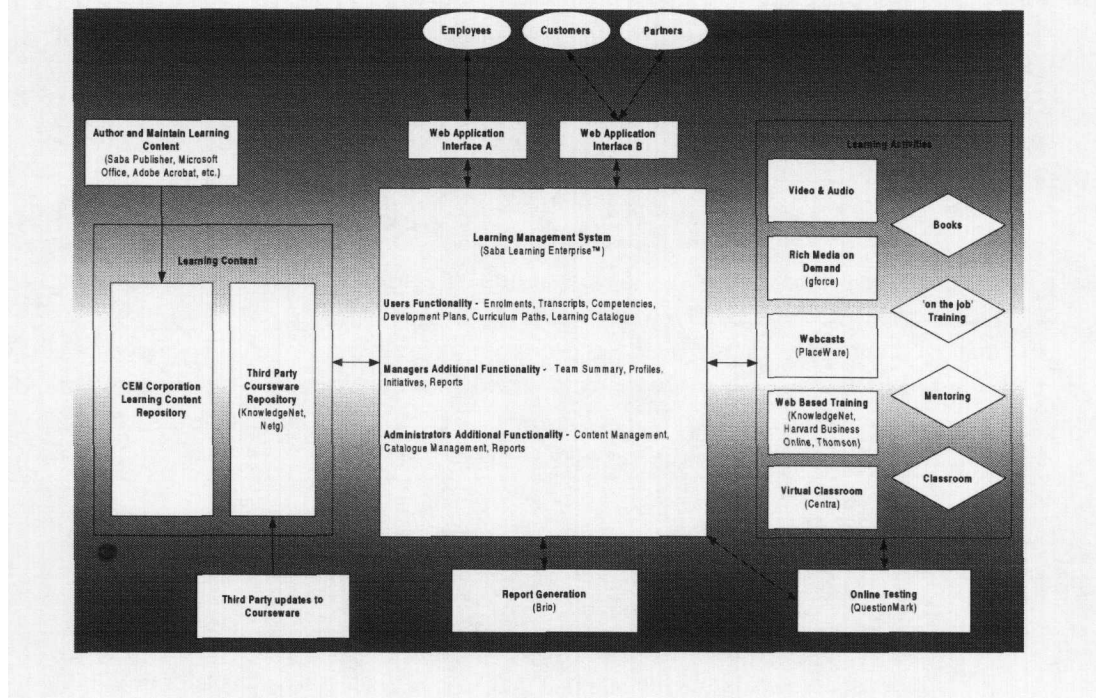 Employees
Customers
Partners
Web Application
Interface A
Web Application
Interface B
Author and Maintain Learning
Content
(Saba Publisher, Microsoft
Office, Adobe Acrobat, etc.)
Learning Content
CEM Corporation
Learning Content
Repository
Third Party
Courseware
Repository
(KnowledgeNet,
Netg)
Third Party updates to
Courseware
Learning Management System
(Saba Learning Enterprise™)
Users Functionality - Enrolments, Transcripts, Competencies,
Development Plans, Curriculum Paths, Learning Catalogue
Managers Additional Functionality - Team Summary, Profiles.
Initiatives, Reports
Administrators Additional Functionality - Content Management,
Catalogue Management, Reports
Report Generation
(Brio)
Learning Activities
Video & Audio
Rich Media on
Demand
(gforce)
Webcasts
(PlaceWare)
Web Based Training
(KnowledgeNet,
Harvard Business
Online, Thomson)
Virtual Classroom
(Centra)
Books
'on the job'
Training
Mentoring
Classroom
Online Testing
(QuestionMark)